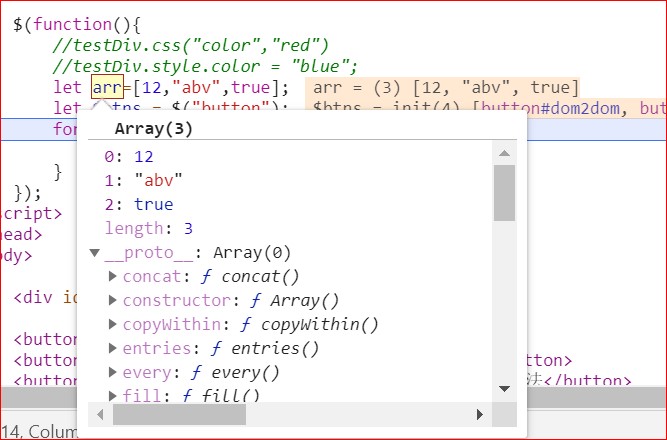 $(function(){
//testDiv.css("color","red")
//testDiv.style.color = "blue";
let arr=[12,"abv",true]; arr = (3) [12, "abv", true]
let $btns = $("button"); $btns = init(4) [button#dom2dom, but
for
Array(3)
0: 12
1: "abv"
2: true
length: 3
▼__proto__: Array(0)
▶concat: ƒ concat()
▶constructor: ƒ Array()
▶copyWithin: ƒ copyWithin()
▶entries: ƒ entries()
▶every: ƒ every()
▶fill: ƒ fill()
}
});
script>
head>
ody>
<div id
<button
<button tton>
<button 法</button>
14, Colum